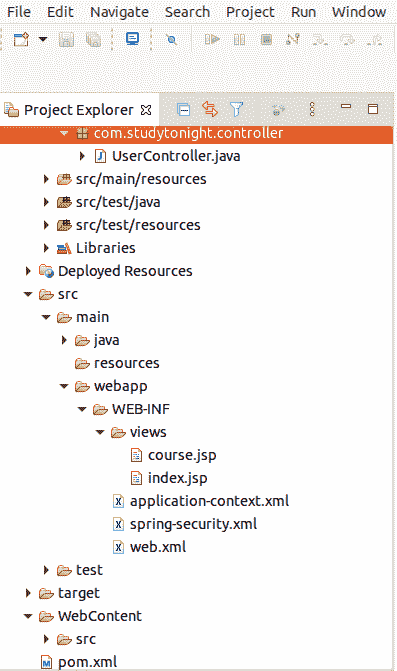 File Edit Navigate Search Project Run Window
Project Explorer
com.studytonight.controller
UserController.java
src/main/resources
src/test/java
src/test/resources
Libraries
Deployed Resources
src
main
java
resources
webapp
WEB-INF
views
course.jsp
index.jsp
application-context.xml
spring-security.xml
web.xml
test
target
WebContent
src
pom.xml